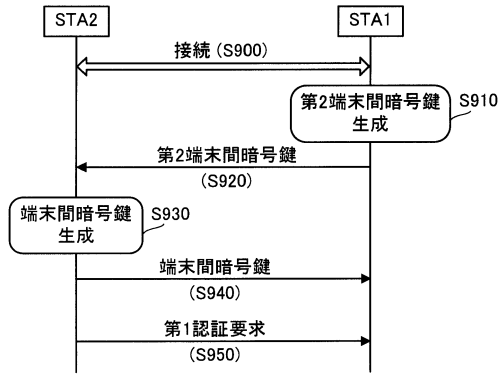 STA2
STA1
接続 (S900)
第2端末間暗号鍵
生成
S910
第2端末間暗号鍵
(S920)
端末間暗号鍵
生成
S930
端末間暗号鍵
(S940)
第1認証要求
(S950)